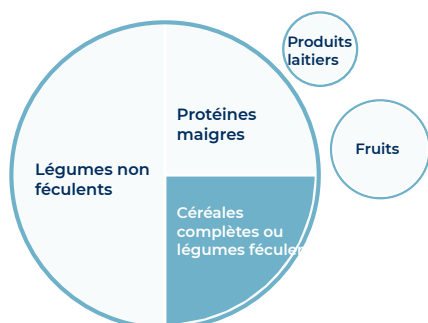 Produits
laitiers
Protéines
maigres
Fruits
Légumes non
féculents
Céréales
complètes ou
légumes féculer